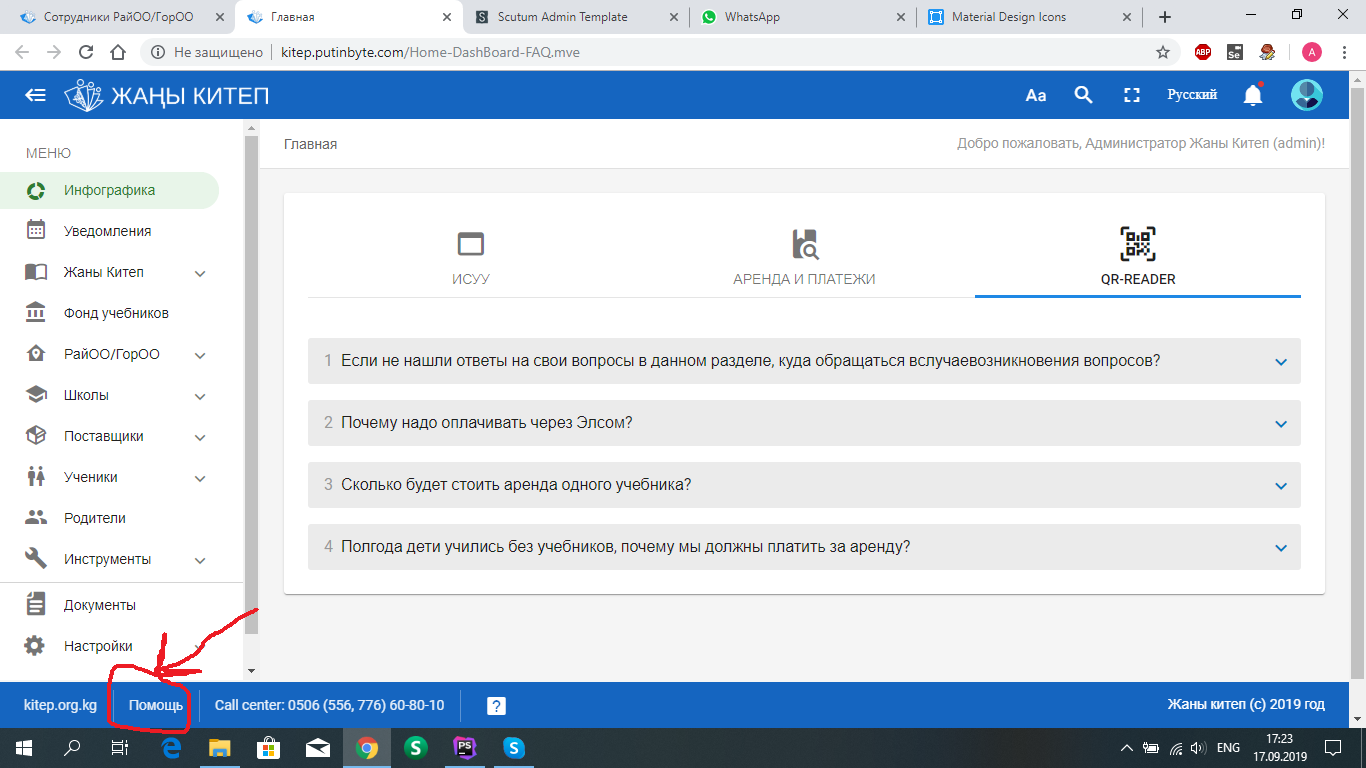 Сотрудники РайОО/ГорОО
Главная
Scutum Admin Template
WhatsApp
Material Design Icons
Не защищено
kitep.putinbyte.com/Home-DashBoard-FAQ.mve
ABP
Se
A
ЖАҢЫ КИТЕП
Aa
Русский
МЕНЮ
Главная
Добро пожаловать, Администратор Жаны Китеп (admin)!
Инфографика
Уведомления
Жаны Китеп
Фонд учебников
РайОО/ГорОО
Школы
Поставщики
Ученики
Родители
Инструменты
Документы
Настройки
ИСУУ
АРЕНДА И ПЛАТЕЖИ
QR-READER
1 Если не нашли ответы на свои вопросы в данном разделе, куда обращаться вслучаевозникновения вопросов?
2 Почему надо оплачивать через Элсом?
3 Сколько будет стоить аренда одного учебника?
4 Полгода дети учились без учебников, почему мы должны платить за аренду?
kitep.org.kg
Помощь
Call center: 0506 (556, 776) 60-80-10
?
Жаны китеп (c) 2019 год
S
PS
S
ENG
17:23
17.09.2019